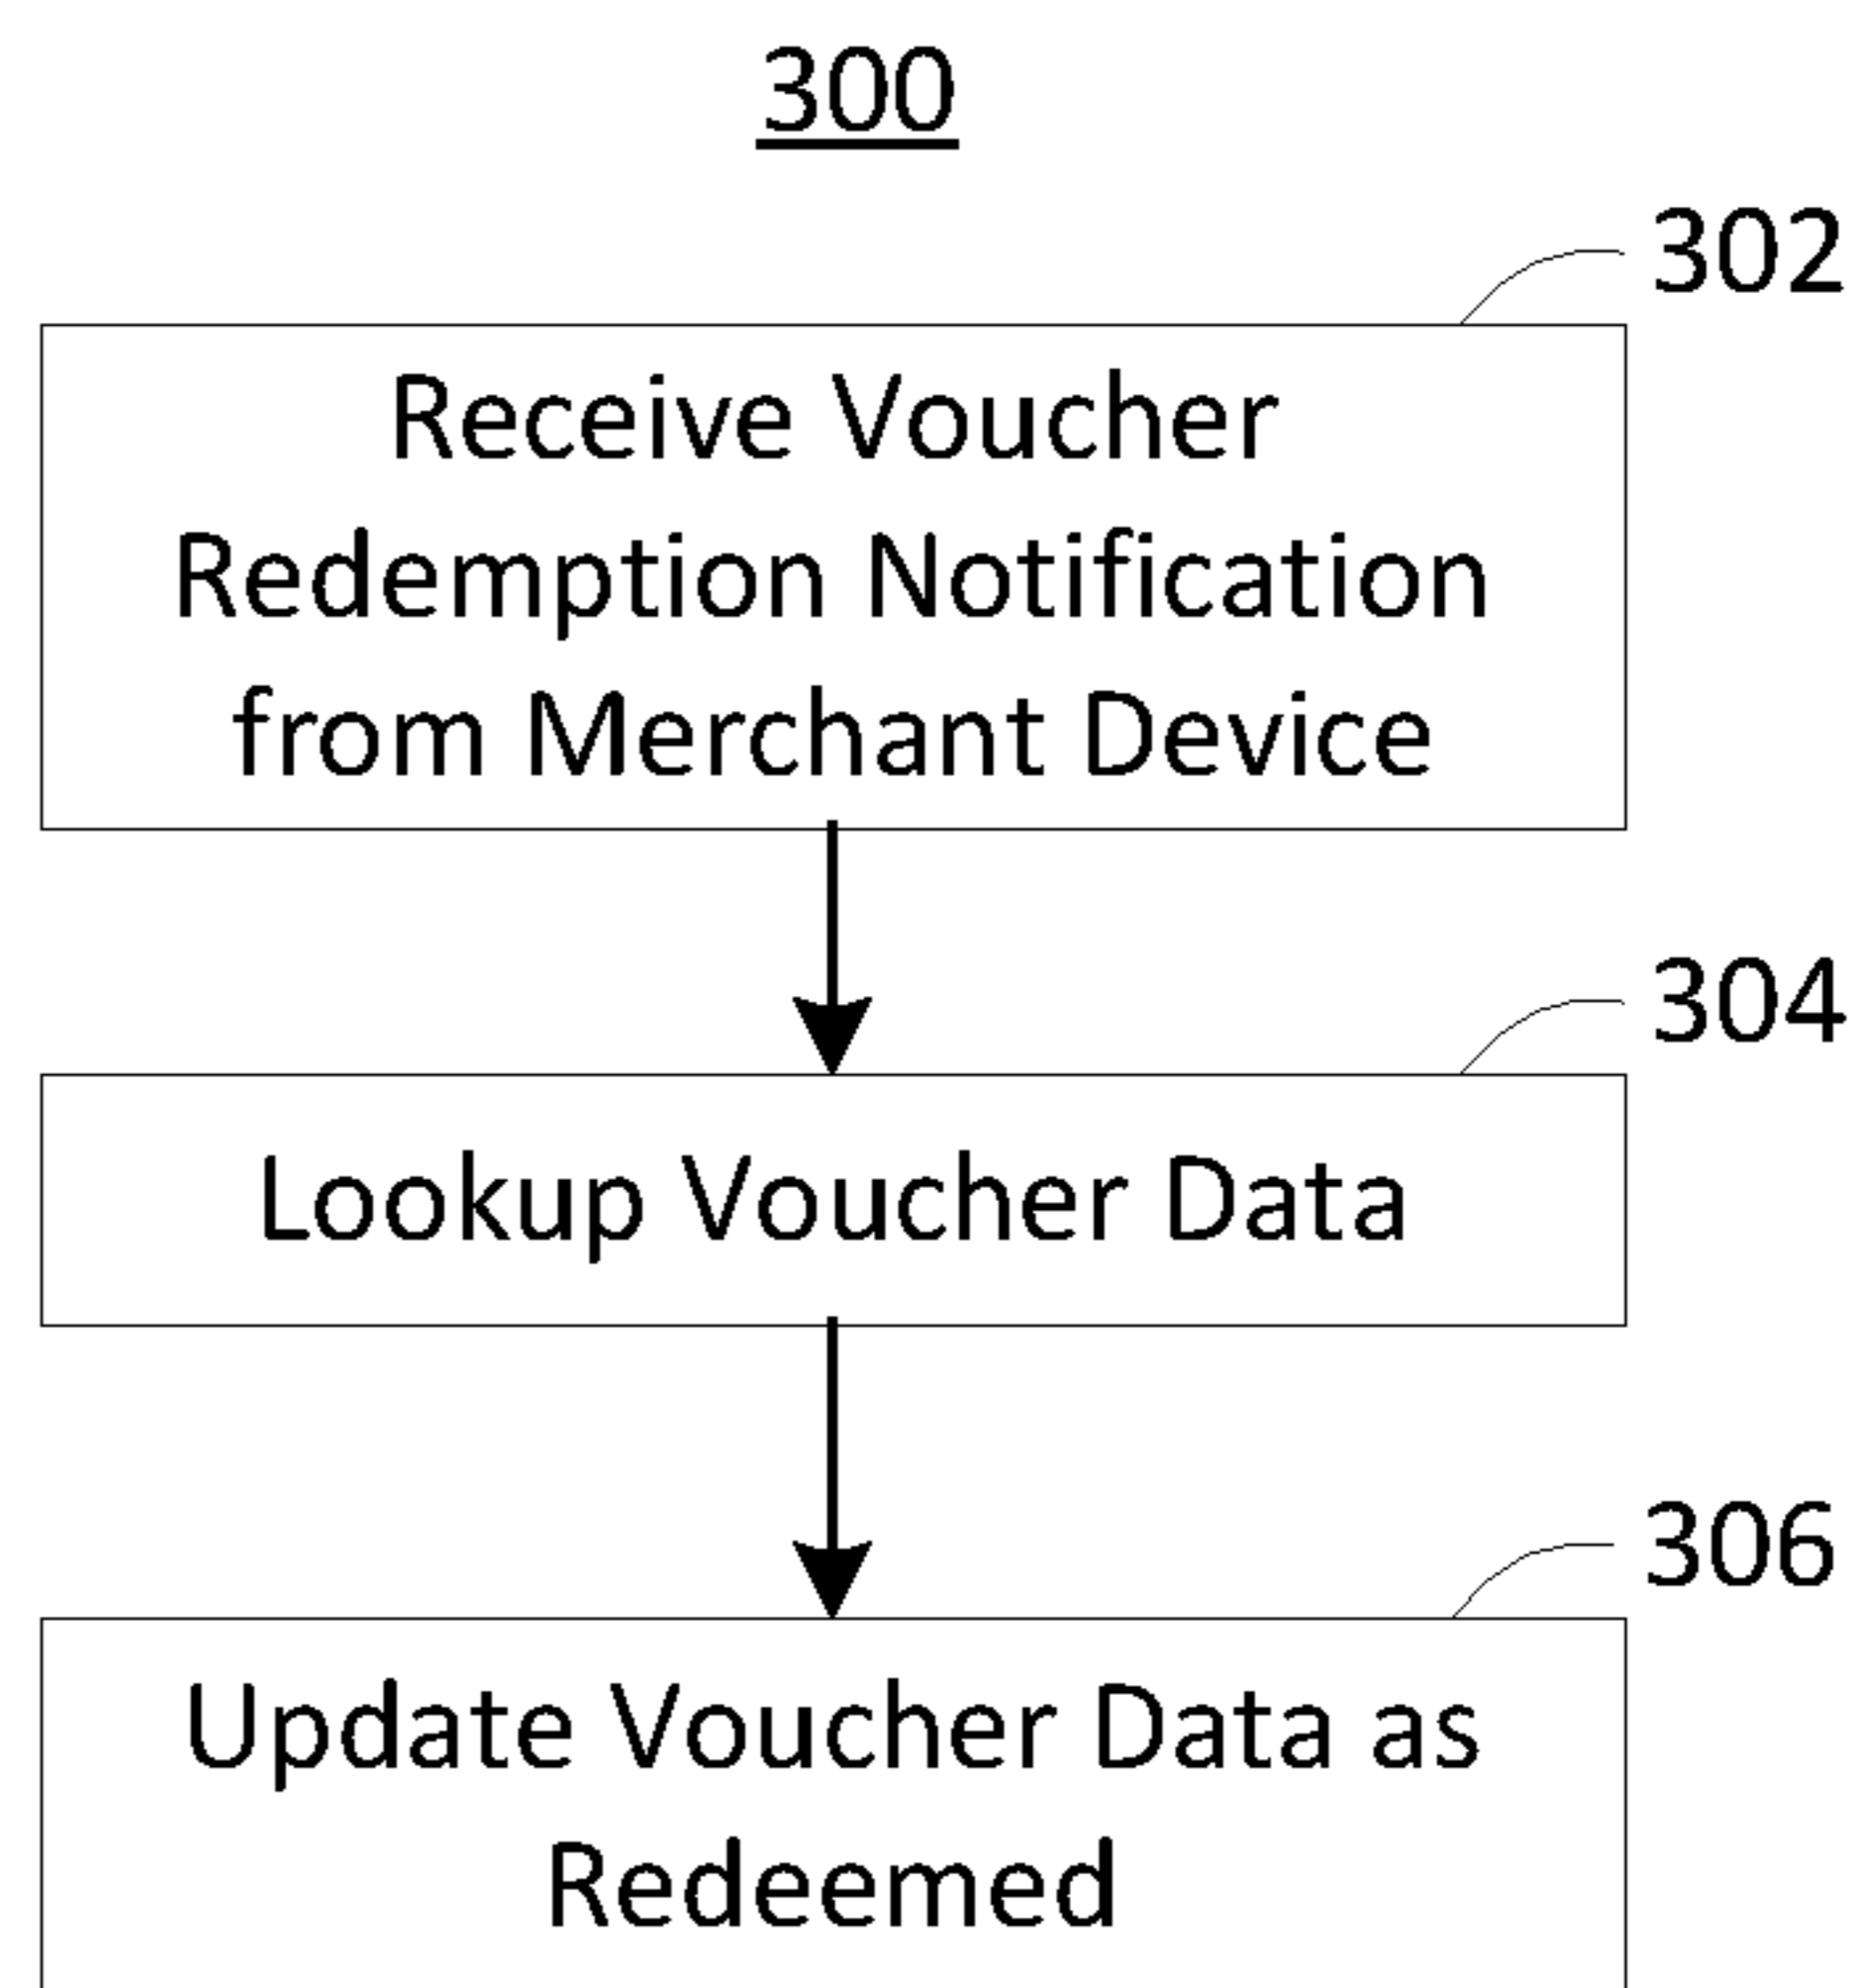 300
302
Receive Voucher
Redemption Notification
from Merchant Device
304
Lookup Voucher Data
306
Update Voucher Data as
Redeemed